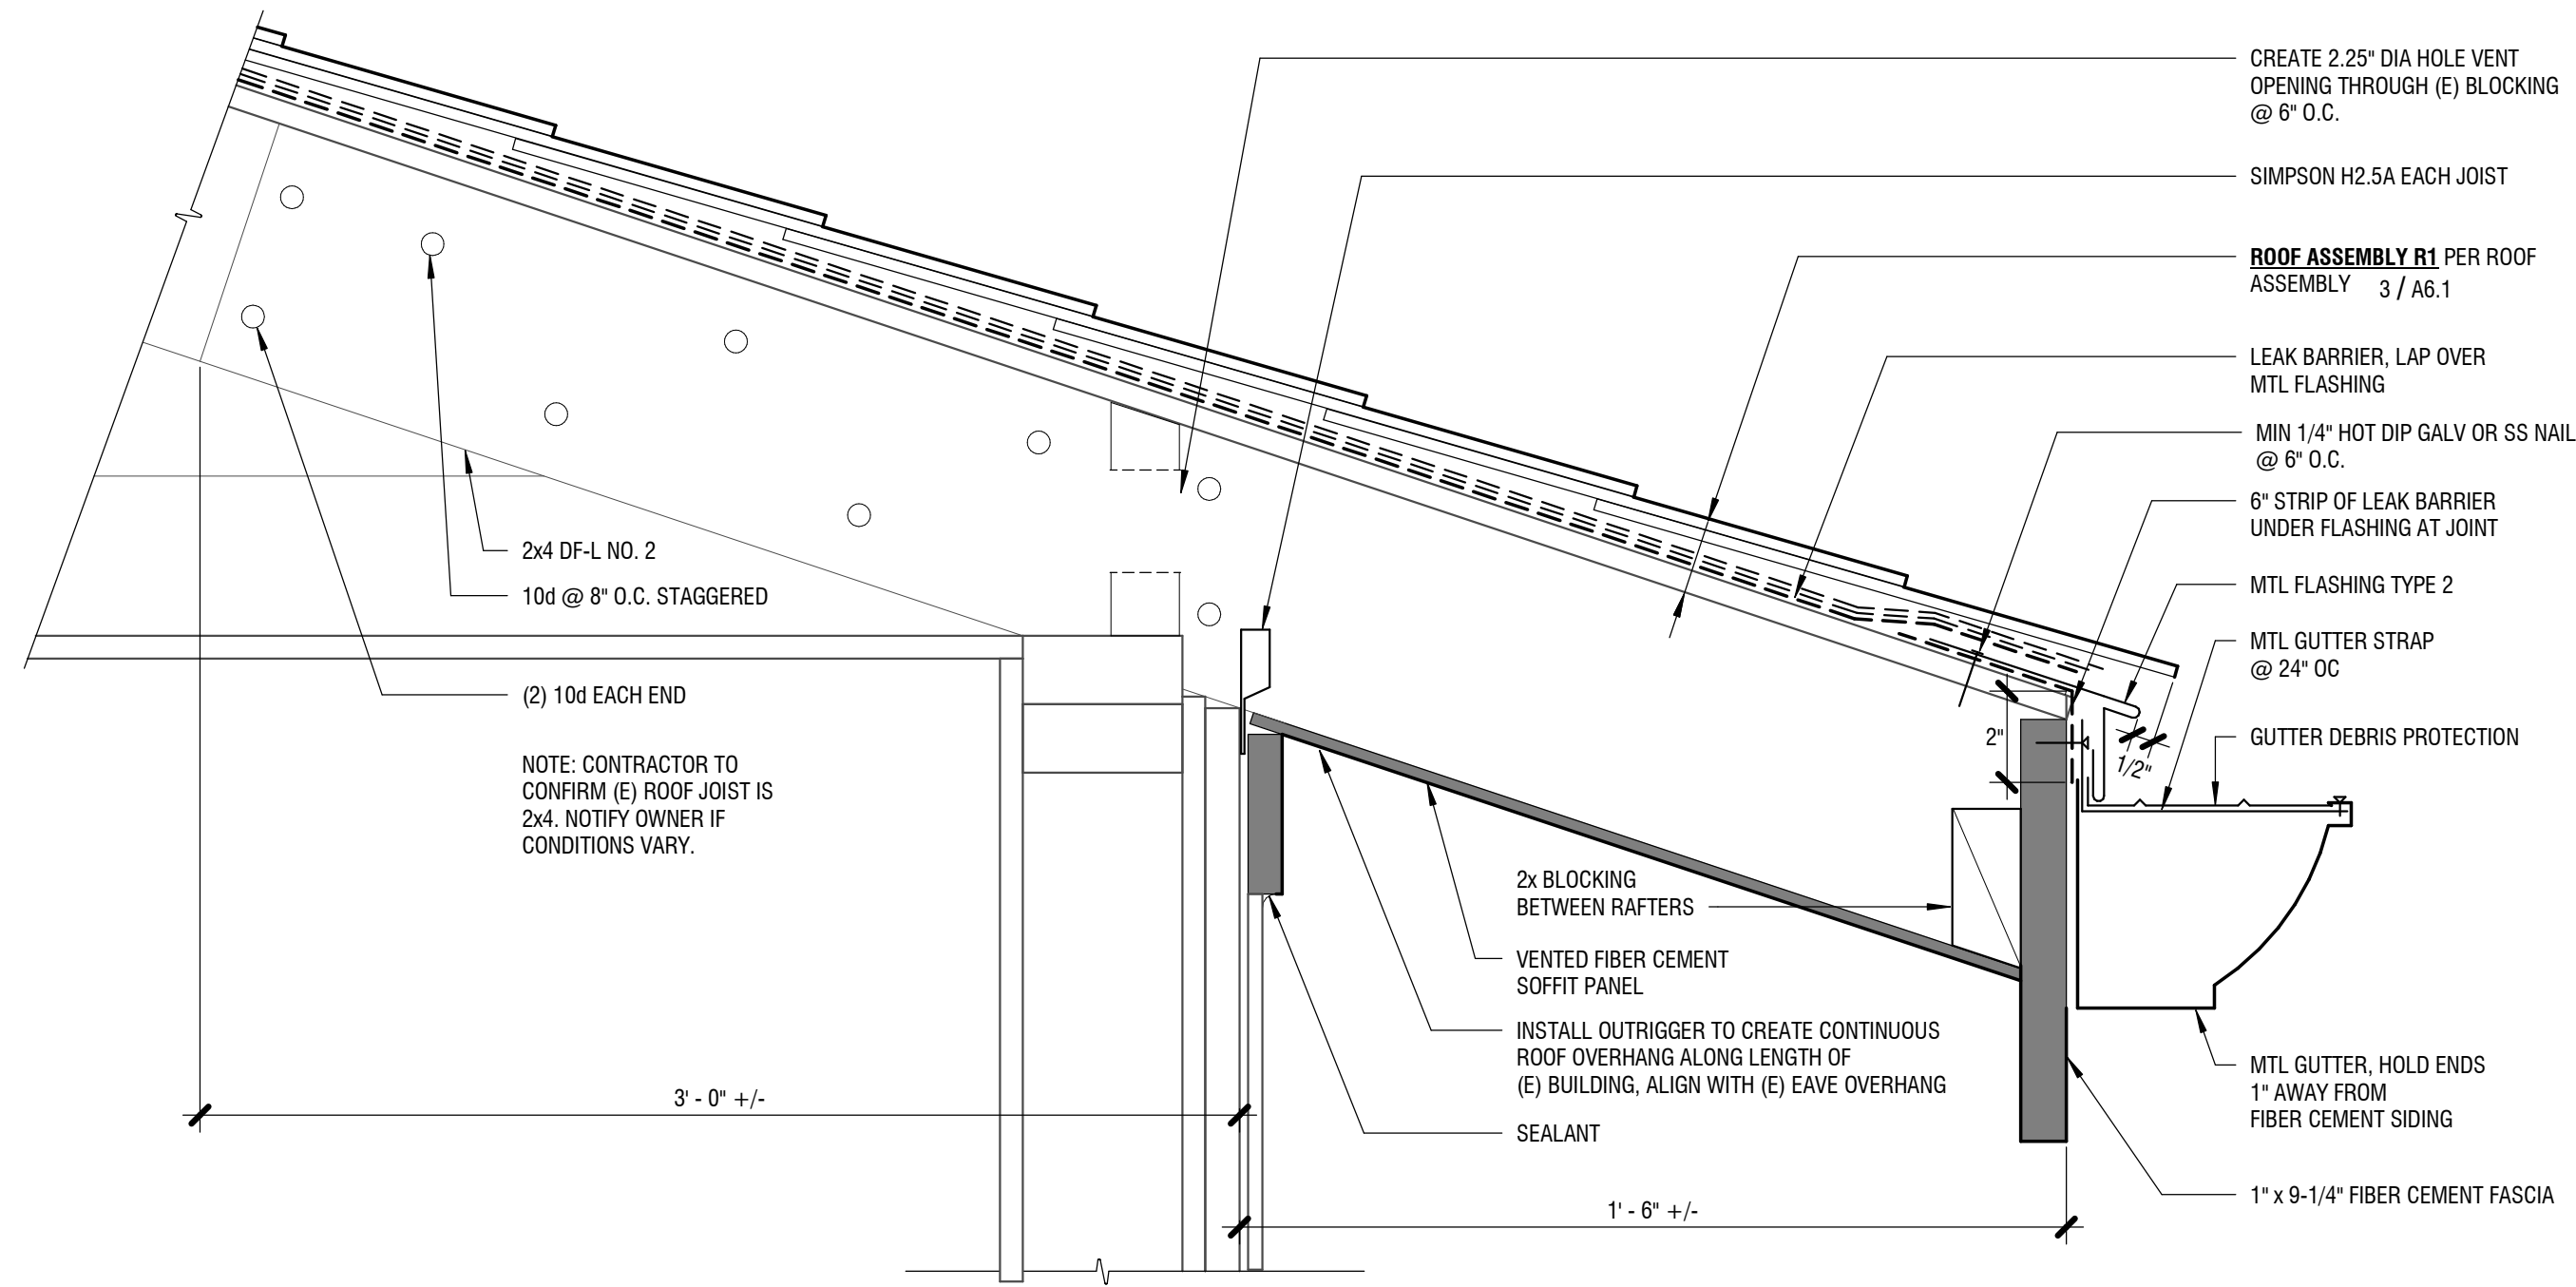 CREATE 2.25" DIA HOLE VENT
OPENING THROUGH (E) BLOCKING
@ 6" O.C.
SIMPSON H2.5A EACH JOIST
ROOF ASSEMBLY R1 PER ROOF
ASSEMBLY 3 / A6.1
LEAK BARRIER, LAP OVER
MTL FLASHING
MIN 1/4" HOT DIP GALV OR SS NAIL
@ 6" O.C.
6" STRIP OF LEAK BARRIER
UNDER FLASHING AT JOINT
MTL FLASHING TYPE 2
MTL GUTTER STRAP
@ 24" OC
GUTTER DEBRIS PROTECTION
2x4 DF-L NO. 2
10d @ 8" O.C. STAGGERED
(2) 10d EACH END
NOTE: CONTRACTOR TO
CONFIRM (E) ROOF JOIST IS
2x4. NOTIFY OWNER IF
CONDITIONS VARY.
2"
1/2"
2x BLOCKING
BETWEEN RAFTERS
VENTED FIBER CEMENT
SOFFIT PANEL
INSTALL OUTRIGGER TO CREATE CONTINUOUS
ROOF OVERHANG ALONG LENGTH OF
(E) BUILDING, ALIGN WITH (E) EAVE OVERHANG
SEALANT
MTL GUTTER, HOLD ENDS
1" AWAY FROM
FIBER CEMENT SIDING
1" x 9-1/4" FIBER CEMENT FASCIA
3' - 0" +/-
1' - 6" +/-